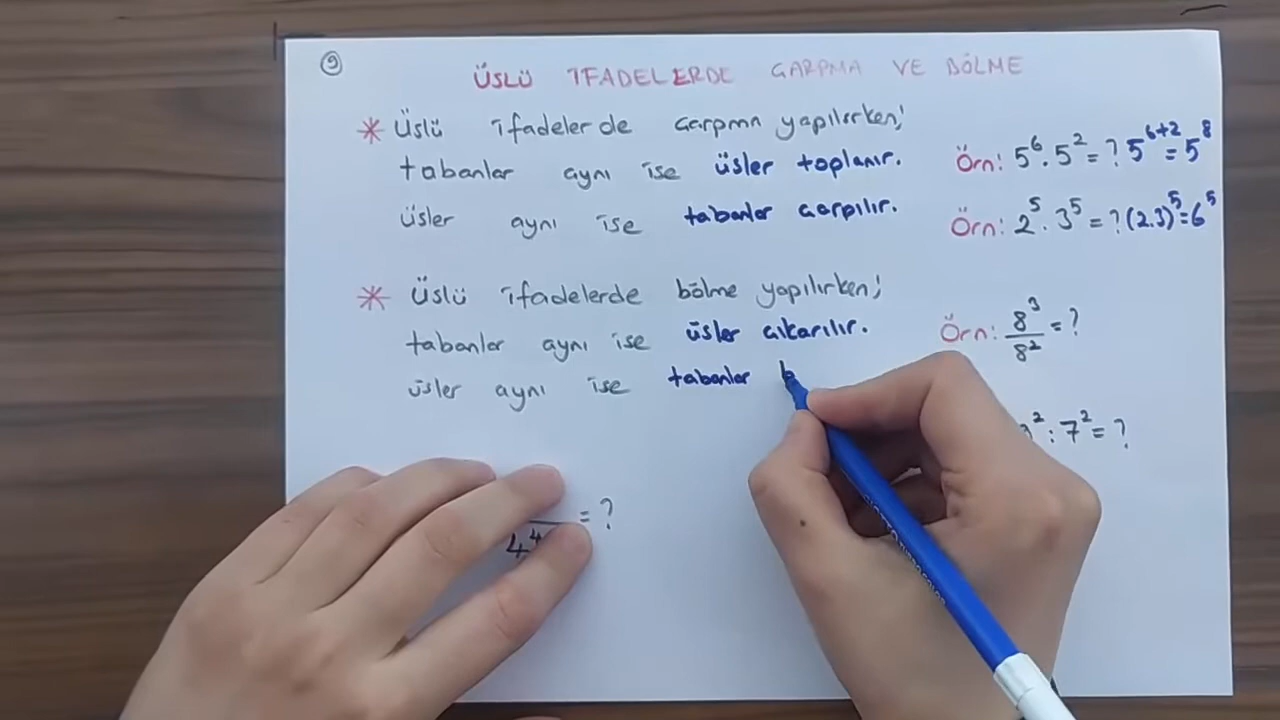 9
ÜSLÜ İFADELERDE ÇARPMA VE BÖLME
* Üslü ifadelerde çarpma yapılırken;
tabanlar aynı ise üsler toplanır.
üsler aynı ise tabanlar çarpılır.
Örn: 5⁶.5²=? 5⁶⁺²=5⁸
Örn: 2⁵.3⁵=? (2.3)⁵=6⁵
* Üslü ifadelerde bölme yapılırken;
tabanlar aynı ise üsler çıkarılır.
üsler aynı ise tabanlar b
Örn: 8³/8²=?
²:7²=?
4⁴ =?